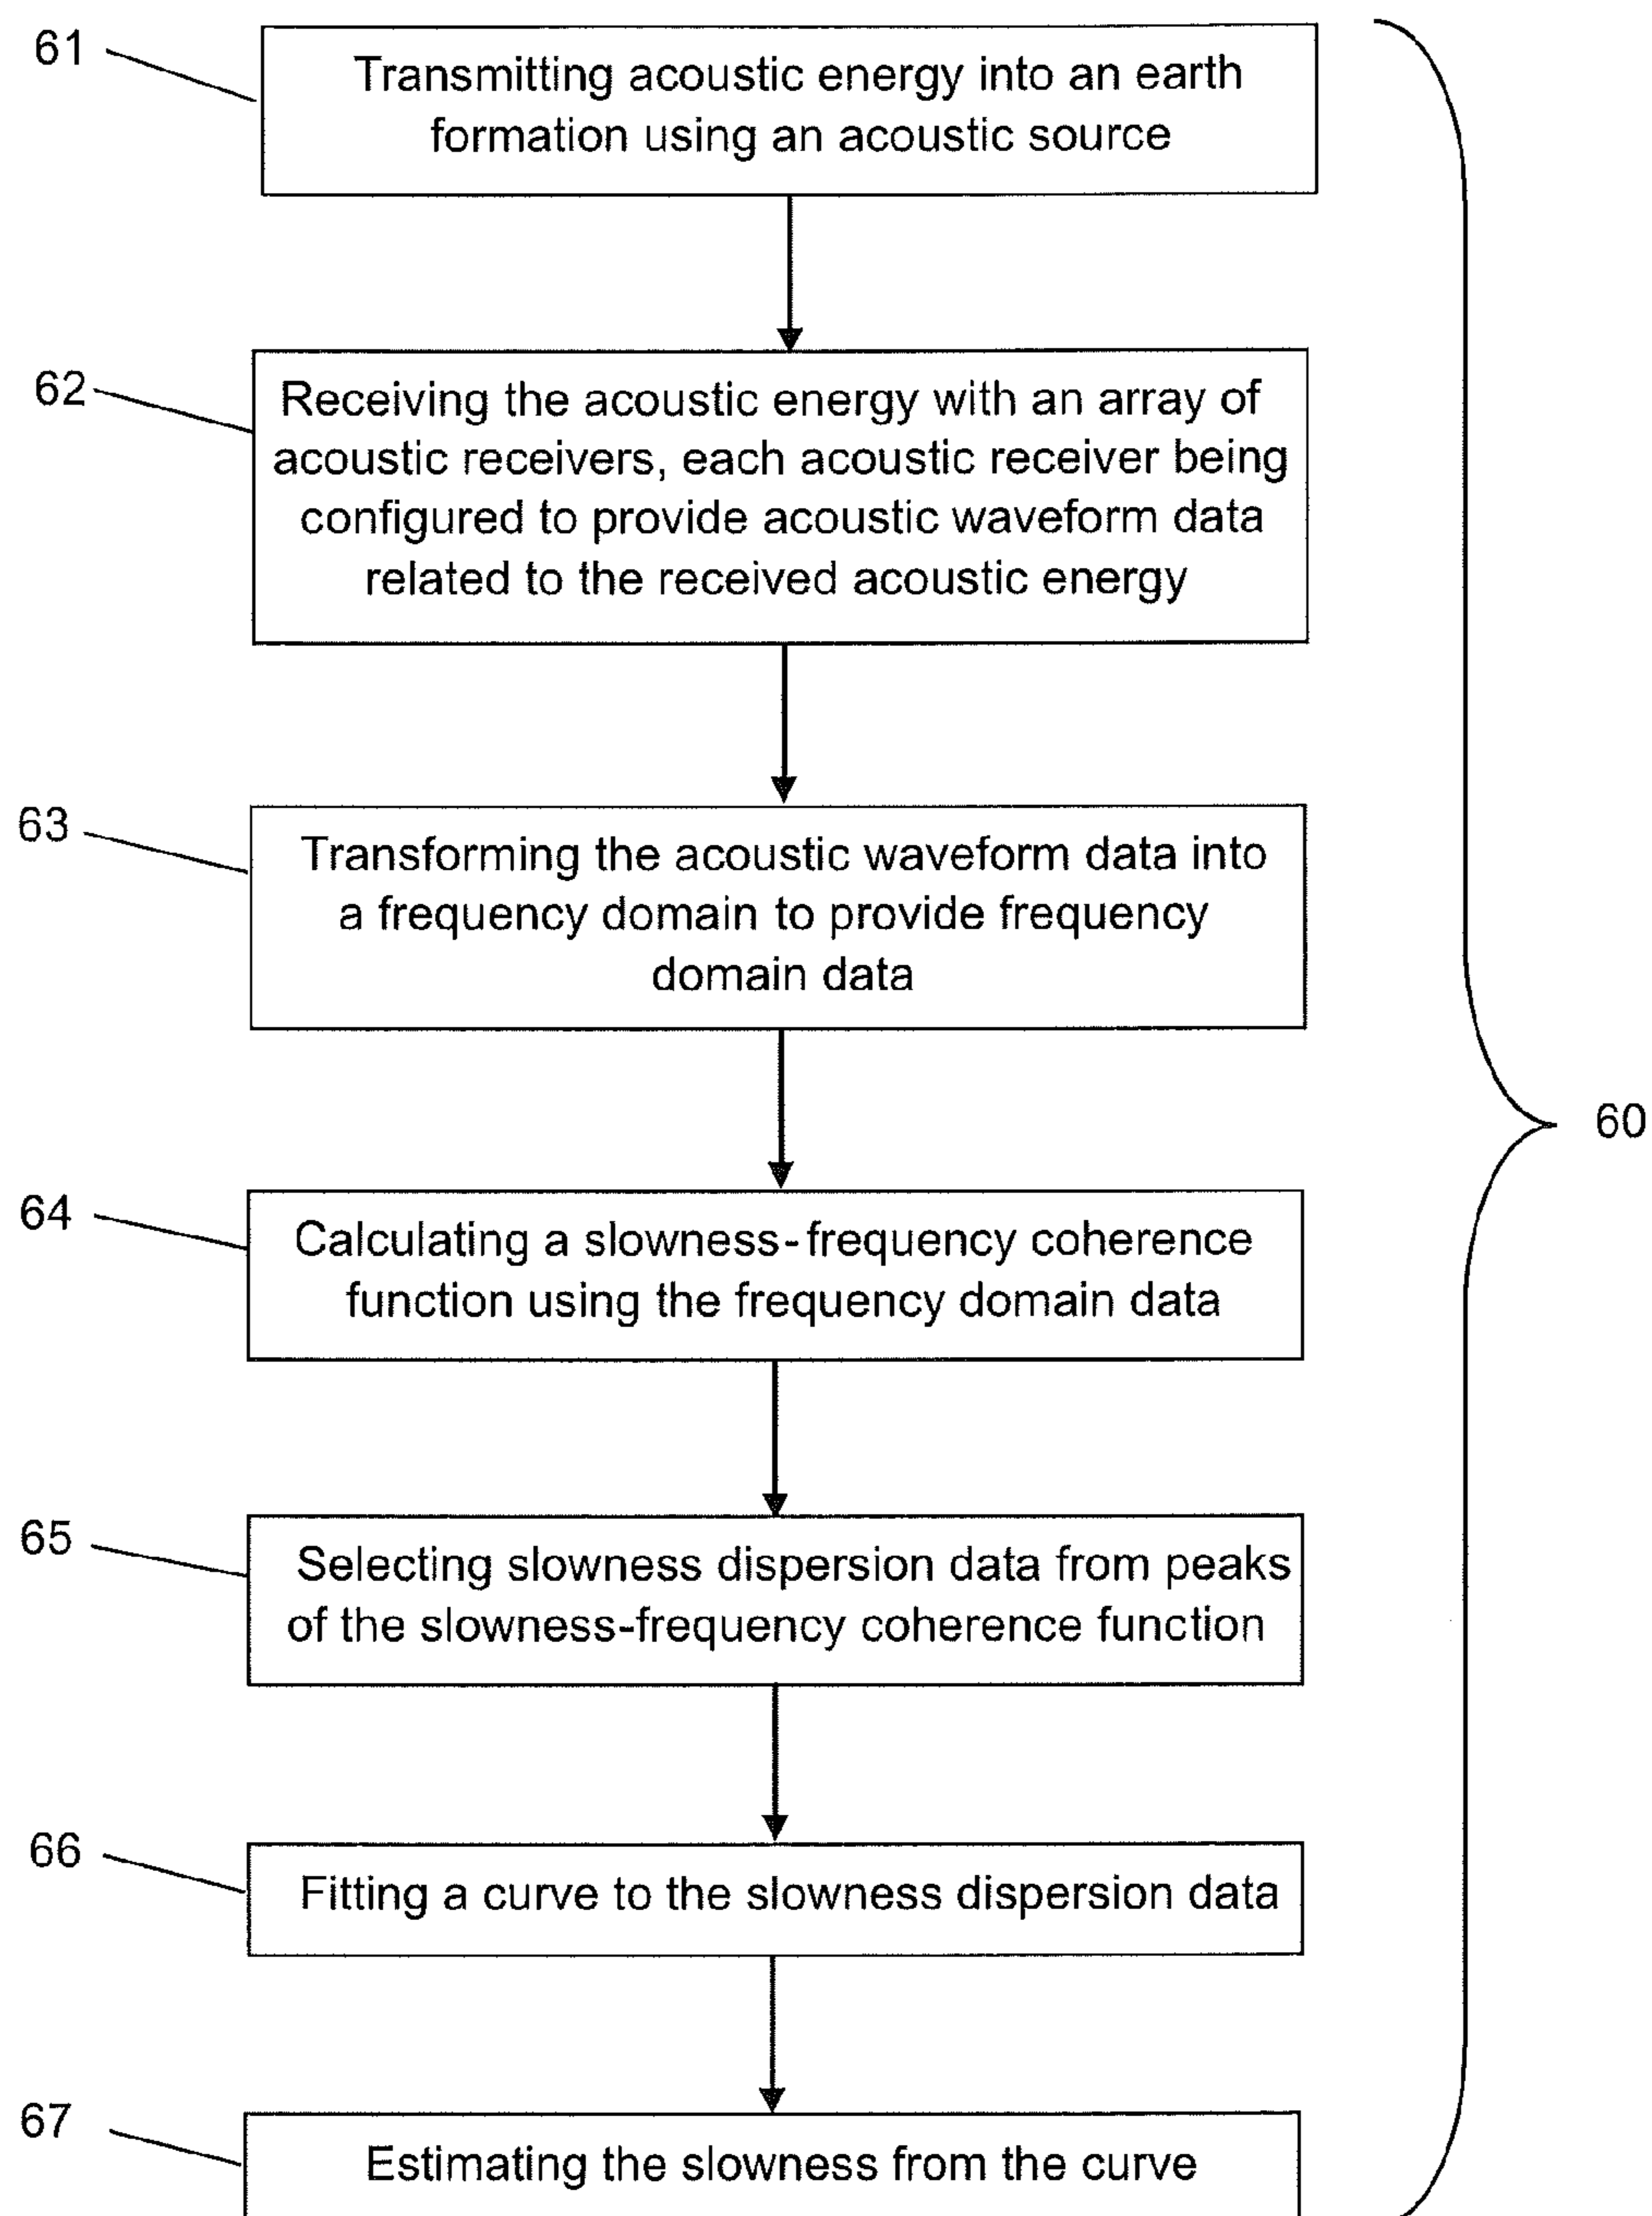 61
Transmitting acoustic energy into an earth
formation using an acoustic source
62
Receiving the acoustic energy with an array of
acoustic receivers, each acoustic receiver being
configured to provide acoustic waveform data
related to the received acoustic energy
63
Transforming the acoustic waveform data into
a frequency domain to provide frequency
domain data
60
64
Calculating a slowness-frequency coherence
function using the frequency domain data
65
Selecting slowness dispersion data from peaks
of the slowness-frequency coherence function
66
Fitting a curve to the slowness dispersion data
67
Estimating the slowness from the curve